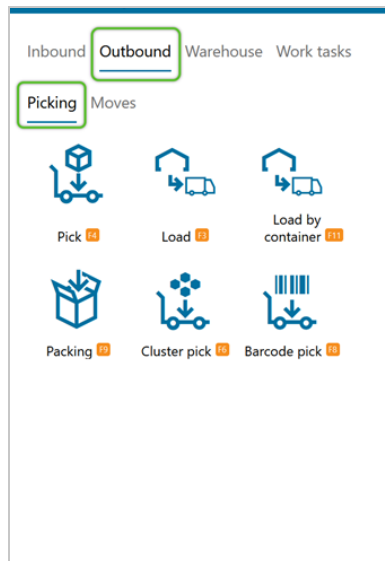 Inbound Outbound Warehouse Work tasks
Picking Moves
Pick F4
Load F3
Load by
container F11
Packing F9
Cluster pick F6
Barcode pick F8